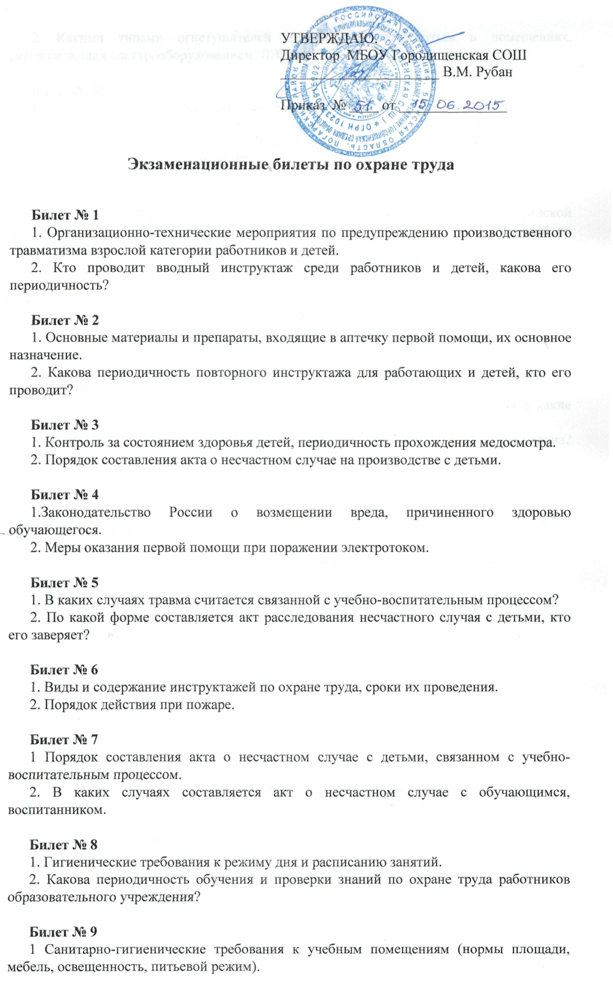 УТВЕРЖДАЮ:
Директор МБОУ Городищенская СОШ
В.М. Рубан
Приказ № 51 от 15 06.2015
Экзаменационные билеты по охране труда
Билет № 1
1. Организационно-технические мероприятия по предупреждению производственного
травматизма взрослой категории работников и детей.
2. Кто проводит вводный инструктаж среди работников и детей, какова его
периодичность?
Билет № 2
1. Основные материалы и препараты, входящие в аптечку первой помощи, их основное
назначение.
2. Какова периодичность повторного инструктажа для работающих и детей, кто его
проводит?
Билет № 3
1. Контроль за состоянием здоровья детей, периодичность прохождения медосмотра.
2. Порядок составления акта о несчастном случае на производстве с детьми.
Билет № 4
1.Законодательство России о возмещении вреда, причиненного здоровью
обучающегося.
2. Меры оказания первой помощи при поражении электротоком.
Билет № 5
1. В каких случаях травма считается связанной с учебно-воспитательным процессом?
2. По какой форме составляется акт расследования несчастного случая с детьми, кто
его заверяет?
Билет № 6
1. Виды и содержание инструктажей по охране труда, сроки их проведения.
2. Порядок действия при пожаре.
Билет № 7
1 Порядок составления акта о несчастном случае с детьми, связанном с учебно-
воспитательным процессом.
2. В каких случаях составляется акт о несчастном случае с обучающимся,
воспитанником.
Билет № 8
1. Гигиенические требования к режиму дня и расписанию занятий.
2. Какова периодичность обучения и проверки знаний по охране труда работников
образовательного учреждения?
Билет № 9
1 Санитарно-гигиенические требования к учебным помещениям (нормы площади,
мебель, освещенность, питьевой режим).